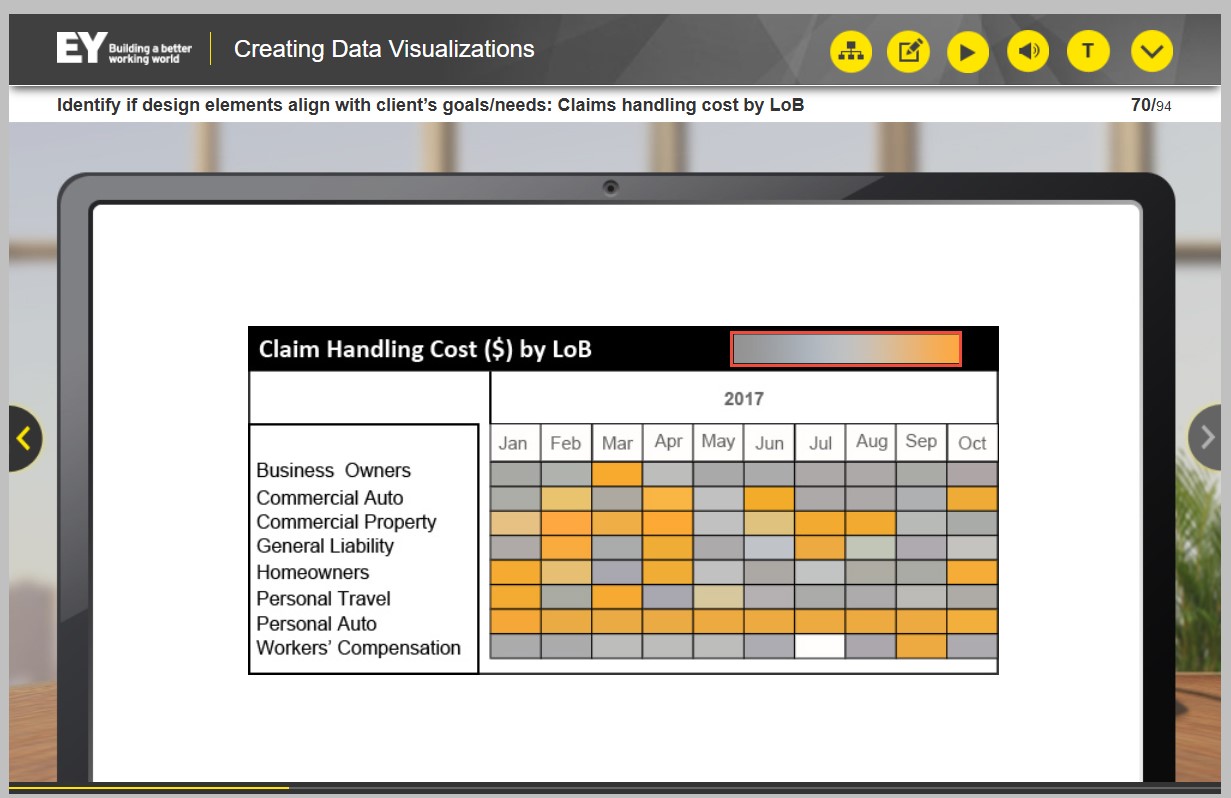 EY Building a better working world
Creating Data Visualizations
T
Identify if design elements align with client's goals/needs: Claims handling cost by LoB
70/94
Claim Handling Cost ($) by LoB
2017
Jan Feb Mar Apr May Jun Jul Aug Sep Oct
Business Owners
Commercial Auto
Commercial Property
General Liability
Homeowners
Personal Travel
Personal Auto
Workers' Compensation